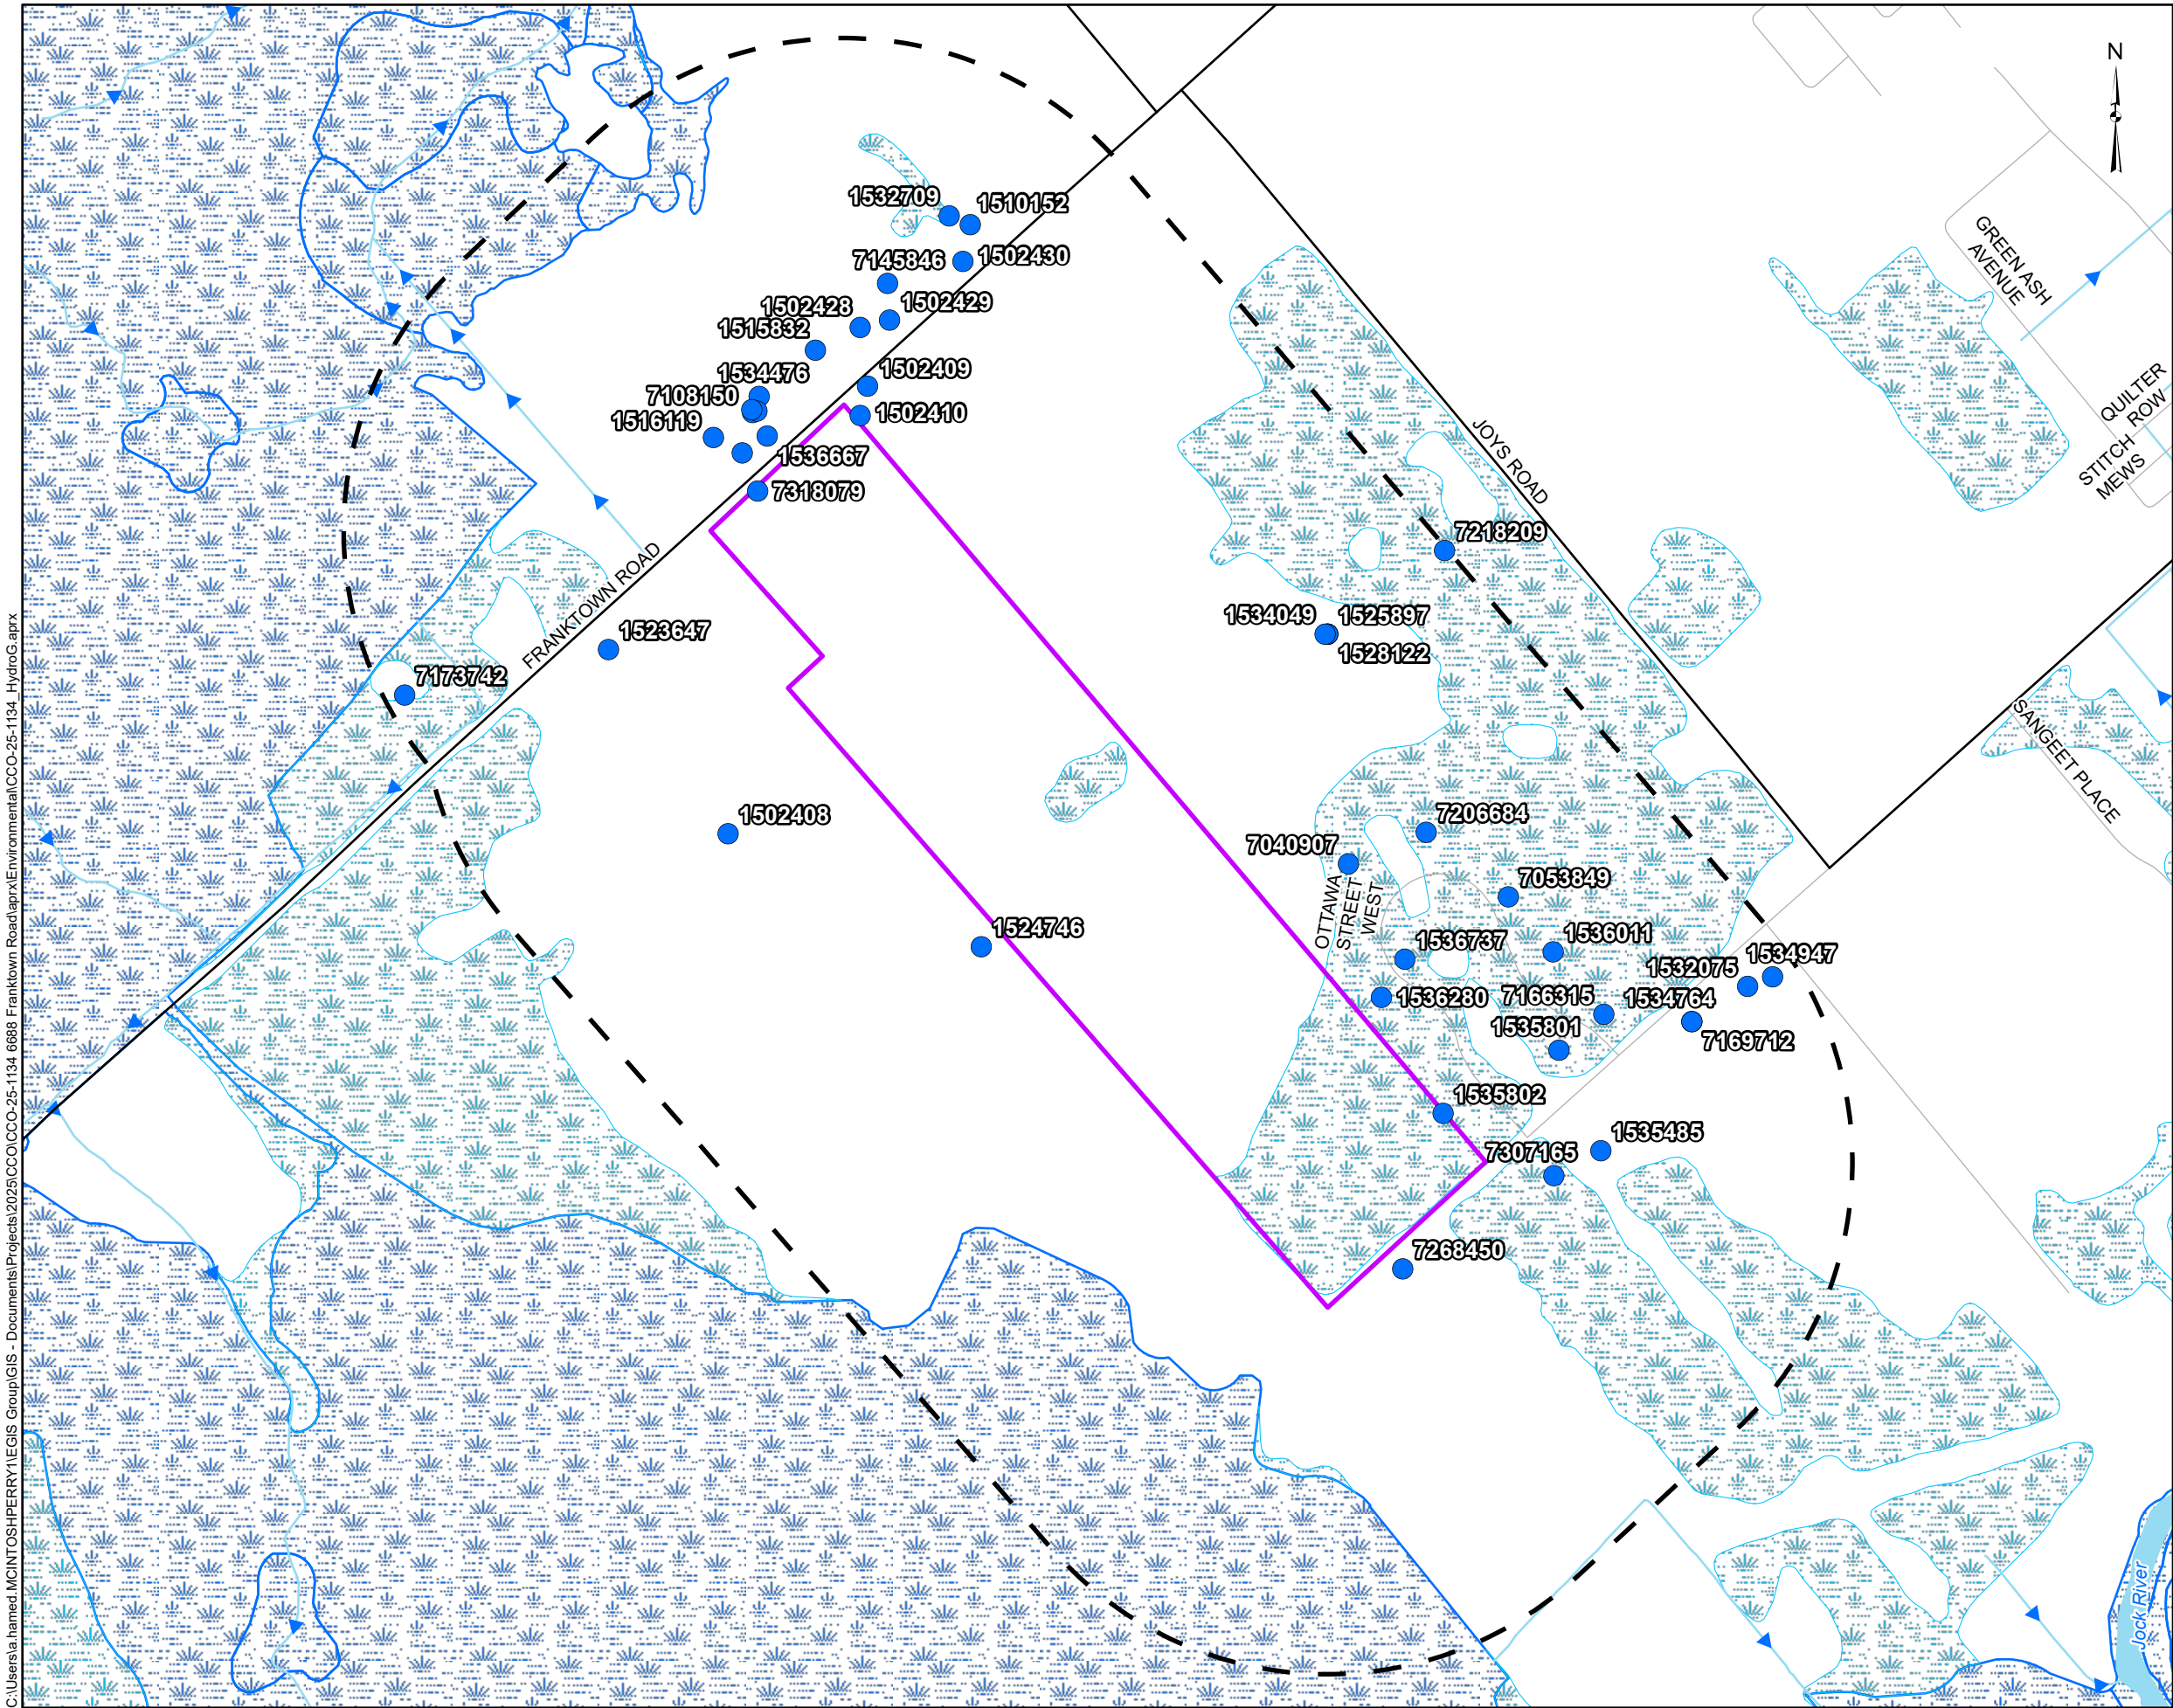 N
1532709
1510152
1502430
7145846
1502429
1502428
1515832
1502409
1534476
7108150
1502410
1516119
1536667
7318079
GREEN ASH
AVENUE
QUILTER
ROW
STITCH
MEWS
JOYS ROAD
7218209
FRANKTOWN ROAD
1523647
1534049
1525897
1528122
7173742
SANGEET PLACE
1502408
7206684
7040907
OTTAWA
STREET
WEST
7053849
1524746
1536737
1536011
1534947
1532075
1536280
7166315
1534764
1535801
7169712
1535802
1535485
7307165
7268450
Jock River
C:\Users\a.hamed.MCINTOSHPERRY1\EGIS Group\GIS - Documents\Projects\2025\CCO\CCO-25-1134 6688 Franktown Road\aprx\Environmental\CCO-25-1134_HydroG.aprx